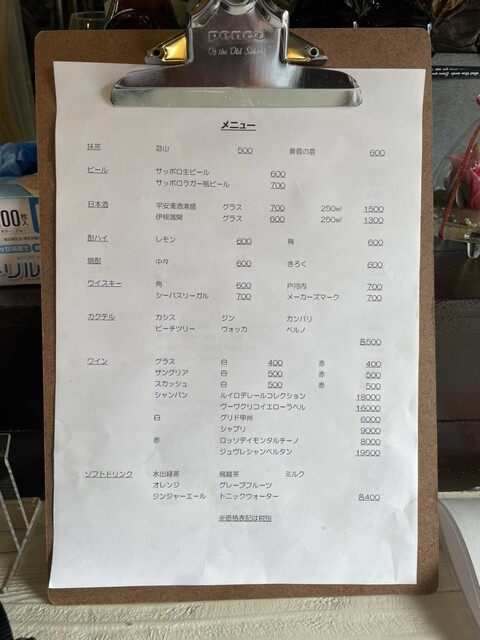 penco
Of the Old School
メニュー
抹茶 遊山 500 黄昏の雲 600
ビール サッポロ生ビール 600
サッポロラガー瓶ビール 700
日本酒 平安濁酒清盛 グラス 700 250㎖ 1500
伊根満開 グラス 600 250㎖ 1300
酎ハイ レモン 600 梅 600
焼酎 中々 600 きろく 600
ウイスキー 角 600 戸河内 700
シーバスリーガル 700 メーカーズマーク 700
カクテル カシス ジン カンパリ
ピーチツリー ウォッカ ペルノ
各500
ワイン グラス 白 400 赤 400
サングリア 白 500 赤 500
スカッシュ 白 500 赤 500
シャンパン ルイロデレールコレクション 18000
ヴーヴクリコイエローラベル 16000
白 グリド甲州 6000
シャブリ 9000
赤 ロッソデイモンタルチーノ 8000
ジュヴレシャンベルタン 19500
ソフトドリンク 水出緑茶 烏龍茶 ミルク
オレンジ グレープフルーツ
ジンジャーエール トニックウォーター 各400
※価格表記は税別
00枚入
トリル